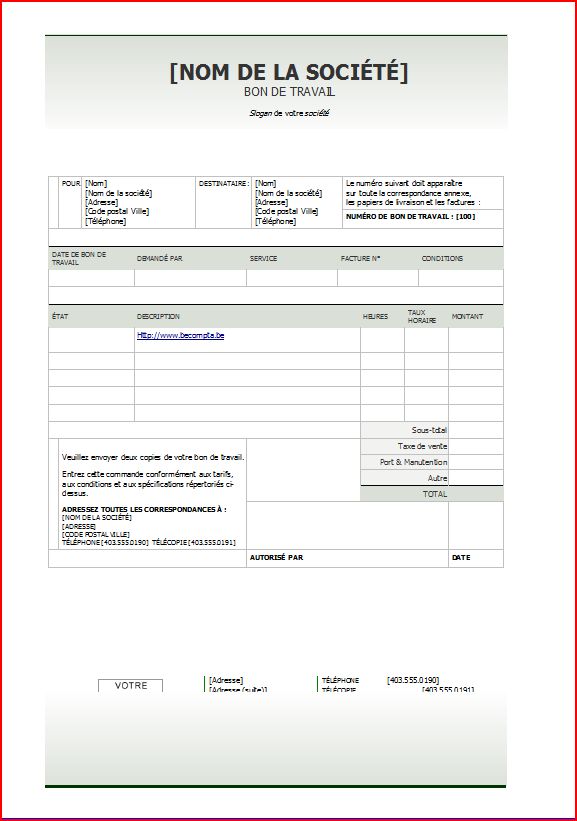 [NOM DE LA SOCIÉTÉ]
BON DE TRAVAIL
Slogan de votre société
POUR
[Nom]
[Nom de la société]
[Adresse]
[Code postal Ville]
[Téléphone]
DESTINATAIRE :
[Nom]
[Nom de la société]
[Adresse]
[Code postal Ville]
[Téléphone]
Le numéro suivant doit apparaître
sur toute la correspondance annexe,
les papiers de livraison et les factures :
NUMÉRO DE BON DE TRAVAIL : [100]
DATE DE BON DE
TRAVAIL
DEMANDÉ PAR
SERVICE
FACTURE N°
CONDITIONS
ÉTAT
DESCRIPTION
HEURES
TAUX
HORAIRE
MONTANT
Http://www.becompta.be
Sous-total
Taxe de vente
Port & Manutention
Autre
TOTAL
Veuillez envoyer deux copies de votre bon de travail.
Entrez cette commande conformément aux tarifs,
aux conditions et aux spécifications répertoriés ci-
dessus.
ADRESSEZ TOUTES LES CORRESPONDANCES À :
[NOM DE LA SOCIÉTÉ]
[ADRESSE]
[CODE POSTAL VILLE]
TÉLÉPHONE [403.555.0190] TÉLÉCOPIE [403.555.0191]
AUTORISÉ PAR
DATE
VOTRE
[Adresse]
[Adresse (suite)]
TÉLÉPHONE [403.555.0190]
TÉLÉCOPIE [403.555.0191]